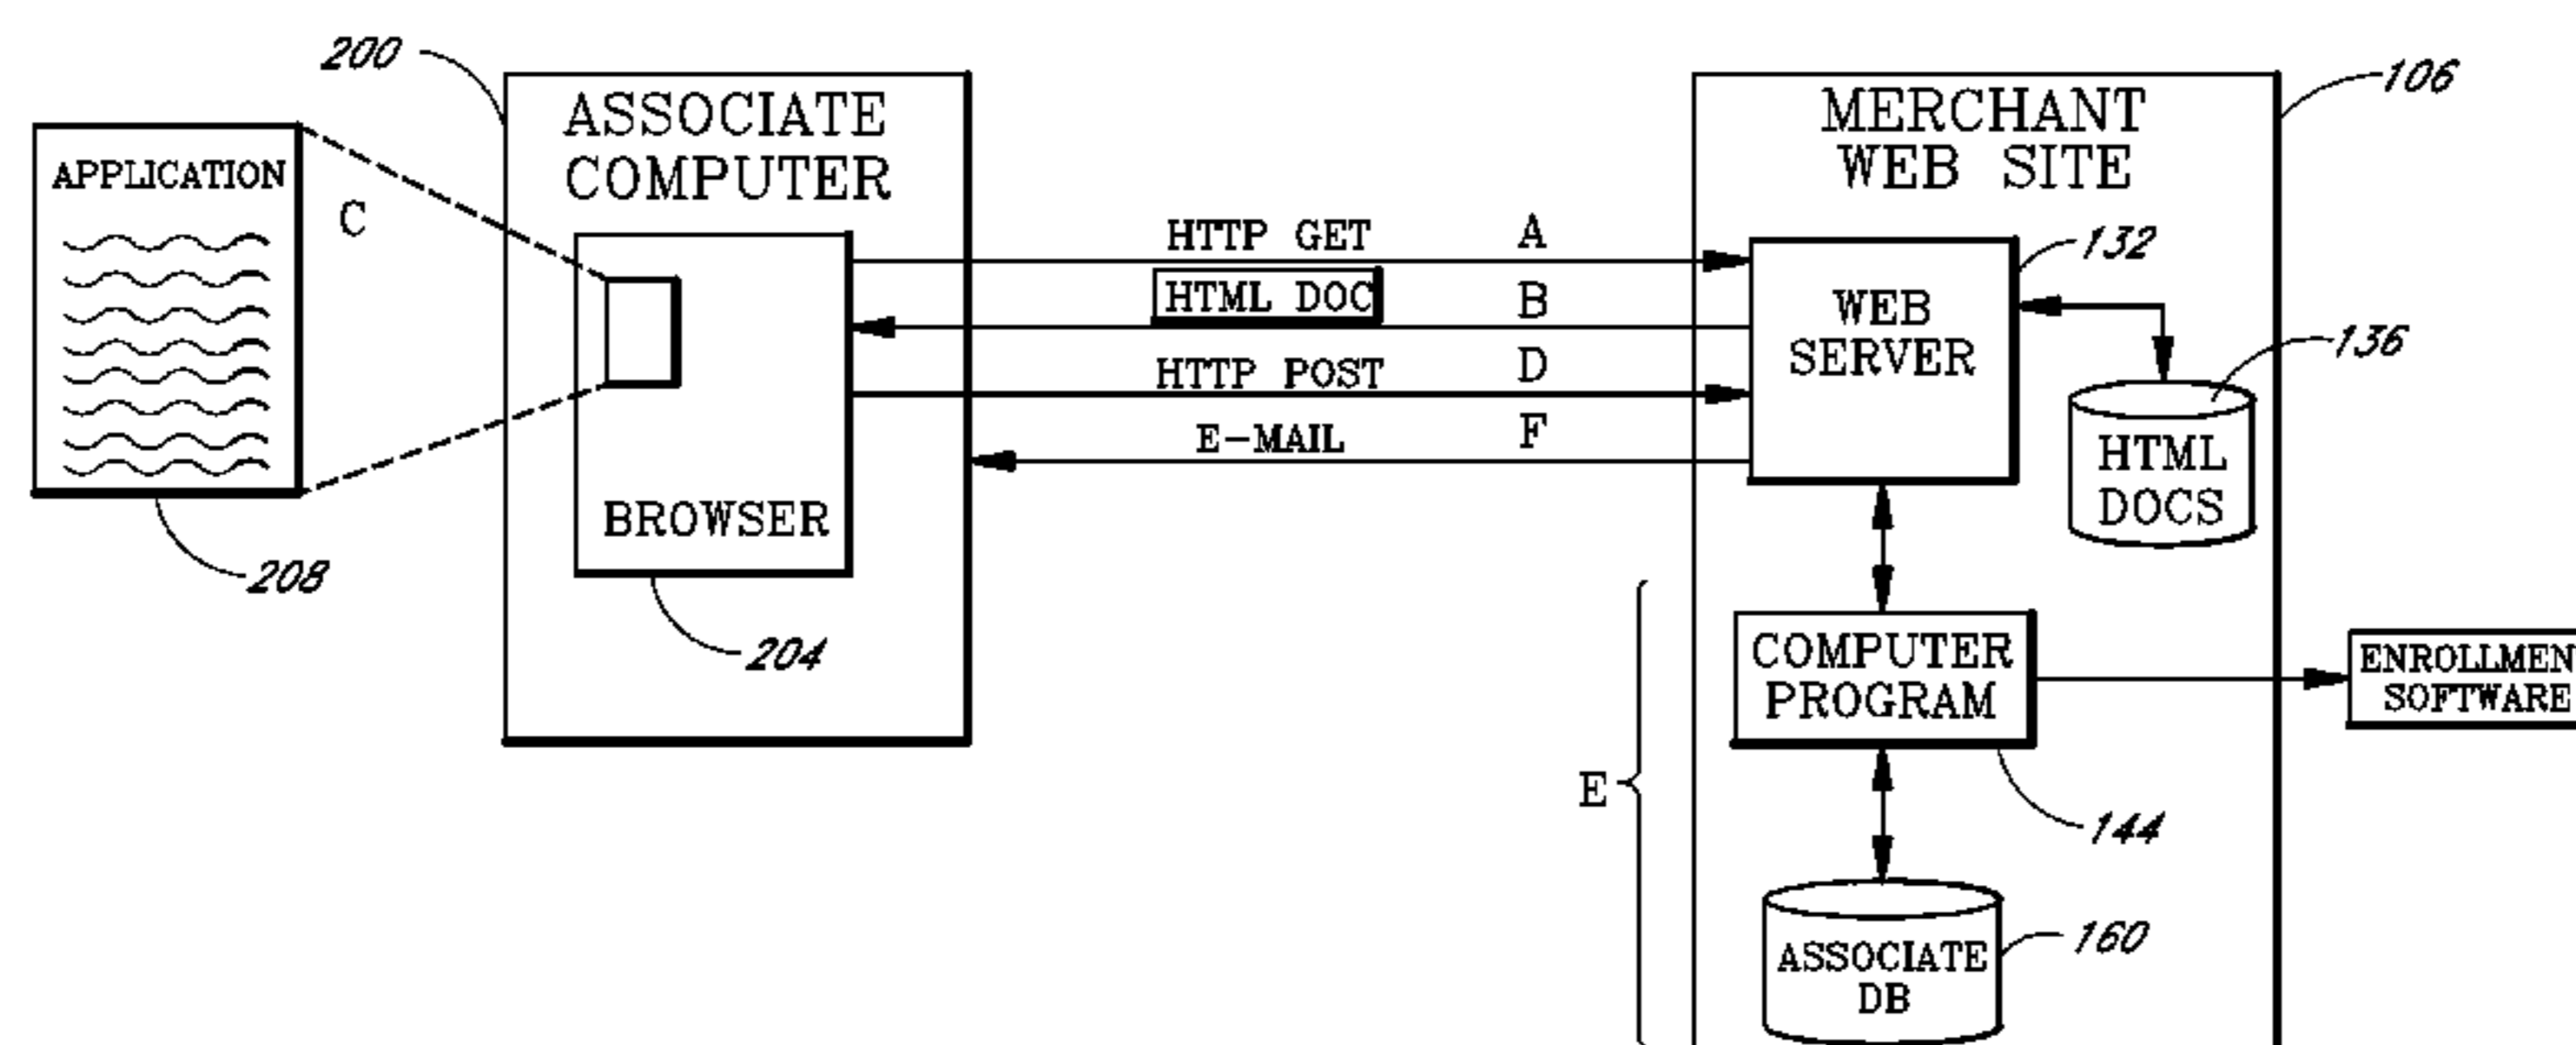 200
ASSOCIATE
COMPUTER
APPLICATION
C
208
BROWSER
204
HTTP GET A
HTML DOC B
HTTP POST D
E-MAIL F
MERCHANT
WEB SITE
106
132
WEB
SERVER
136
HTML
DOCS
COMPUTER
PROGRAM
144
SOFTWARE
E
ASSOCIATE
DB
160